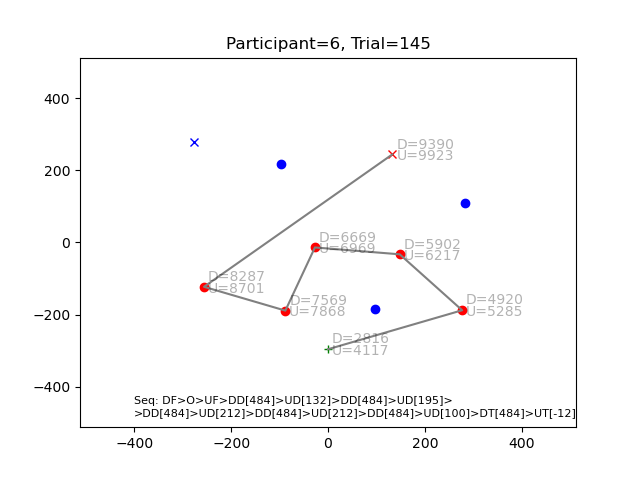 Participant=6, Trial=145
400
200
0
−200
−400
−400
−200
0
200
400
D=9390
U=9923
D=6669
U=6969
D=5902
U=6217
D=8287
U=8701
D=7569
U=7868
D=4920
U=5285
D=2816
U=4117
Seq: DF>O>UF>DD[484]>UD[132]>DD[484]>UD[195]>
>DD[484]>UD[212]>DD[484]>UD[212]>DD[484]>UD[100]>DT[484]>UT[-12]